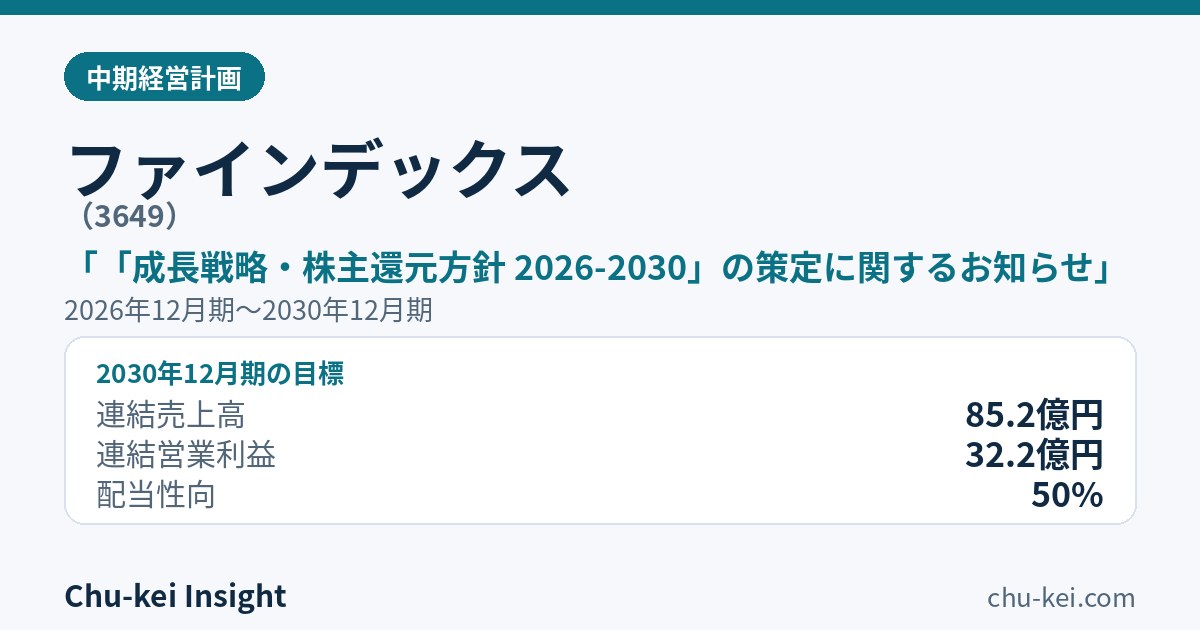 中期経営計画
ファインデックス
（3649）
「「成長戦略・株主還元方針 2026-2030」の策定に関するお知らせ」
2026年12月期〜2030年12月期
2030年12月期の目標
連結売上高 85.2億円
連結営業利益 32.2億円
配当性向 50%
Chu-kei Insight chu-kei.com